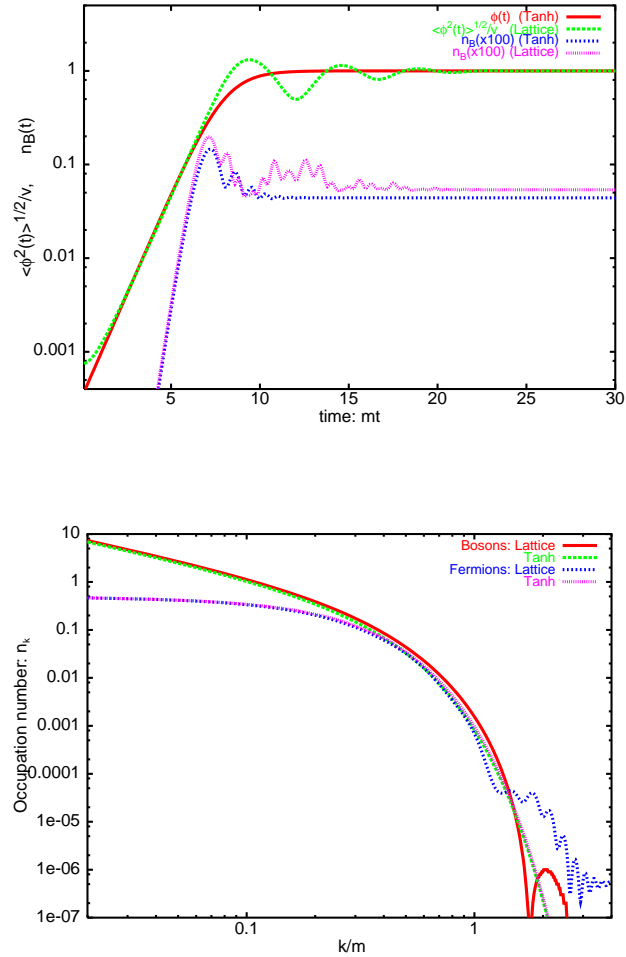 ϕ(t) (Tanh)
<ϕ²(t)>¹/²/v (Lattice)
n_B(x100) (Tanh)
n_B(x100) (Lattice)
<ϕ²(t)>¹/²/v, n_B(t)
1
0.1
0.01
0.001
5 10 15 20 25 30
time: mt
Bosons: Lattice
Tanh
Fermions: Lattice
Tanh
Occupation number: n_k
10
1
0.1
0.01
0.001
0.0001
1e-05
1e-06
1e-07
0.1 1
k/m